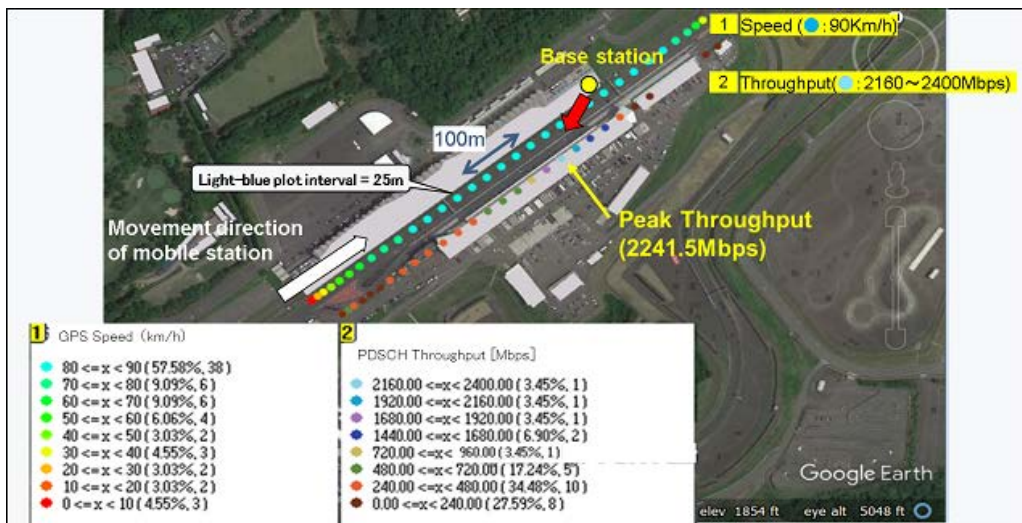 1 Speed (●:90Km/h)
Base station
2 Throughput(●:2160～2400Mbps)
100m
Light-blue plot interval = 25m
Movement direction
of mobile station
Peak Throughput
(2241.5Mbps)
1 GPS Speed (km/h)
80 <=x < 90 ( 57.58%, 38)
70 <=x < 80 ( 9.09%, 6)
60 <=x < 70 ( 9.09%, 6)
50 <=x < 60 ( 6.06%, 4)
40 <=x < 50 ( 3.03%, 2)
30 <=x < 40 ( 4.55%, 3)
20 <=x < 30 ( 3.03%, 2)
10 <=x < 20 ( 3.03%, 2)
0 <=x < 10 ( 4.55%, 3)
2
PDSCH Throughput [Mbps]
2160.00 <=x< 2400.00 ( 3.45%, 1)
1920.00 <=x< 2160.00 ( 3.45%, 1)
1680.00 <=x< 1920.00 ( 3.45%, 1)
1440.00 <=x< 1680.00 ( 6.90%, 2)
720.00 <=x< 960.00 ( 3.45%, 1)
480.00 <=x< 720.00 ( 17.24%, 5)
240.00 <=x< 480.00 ( 34.48%, 10)
0.00 <=x< 240.00 ( 27.59%, 8)
Google Earth
elev 1854 ft eye alt 5048 ft